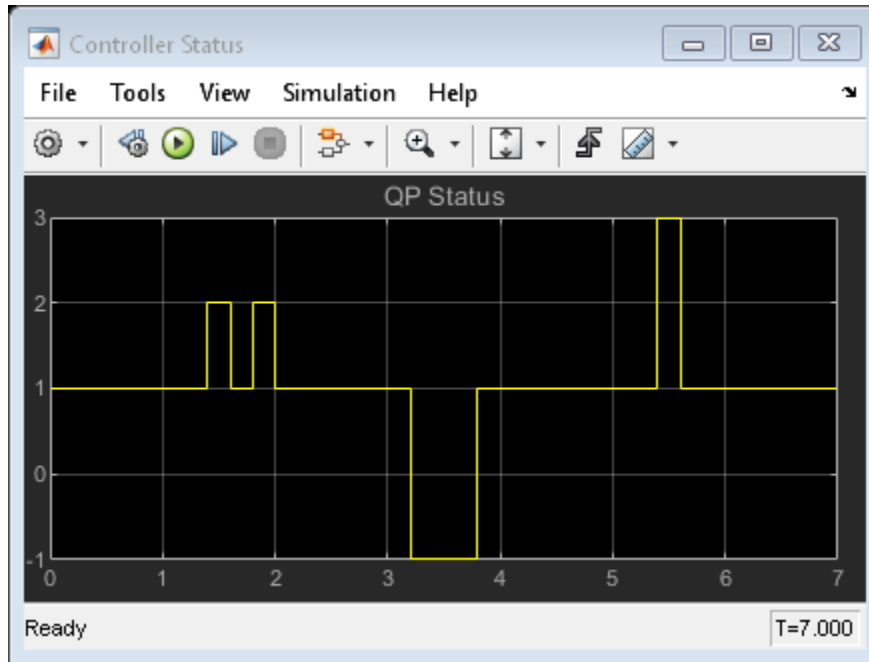 Controller Status
File Tools View Simulation Help
QP Status
3
2
1
0
-1
0 1 2 3 4 5 6 7
Ready T=7.000